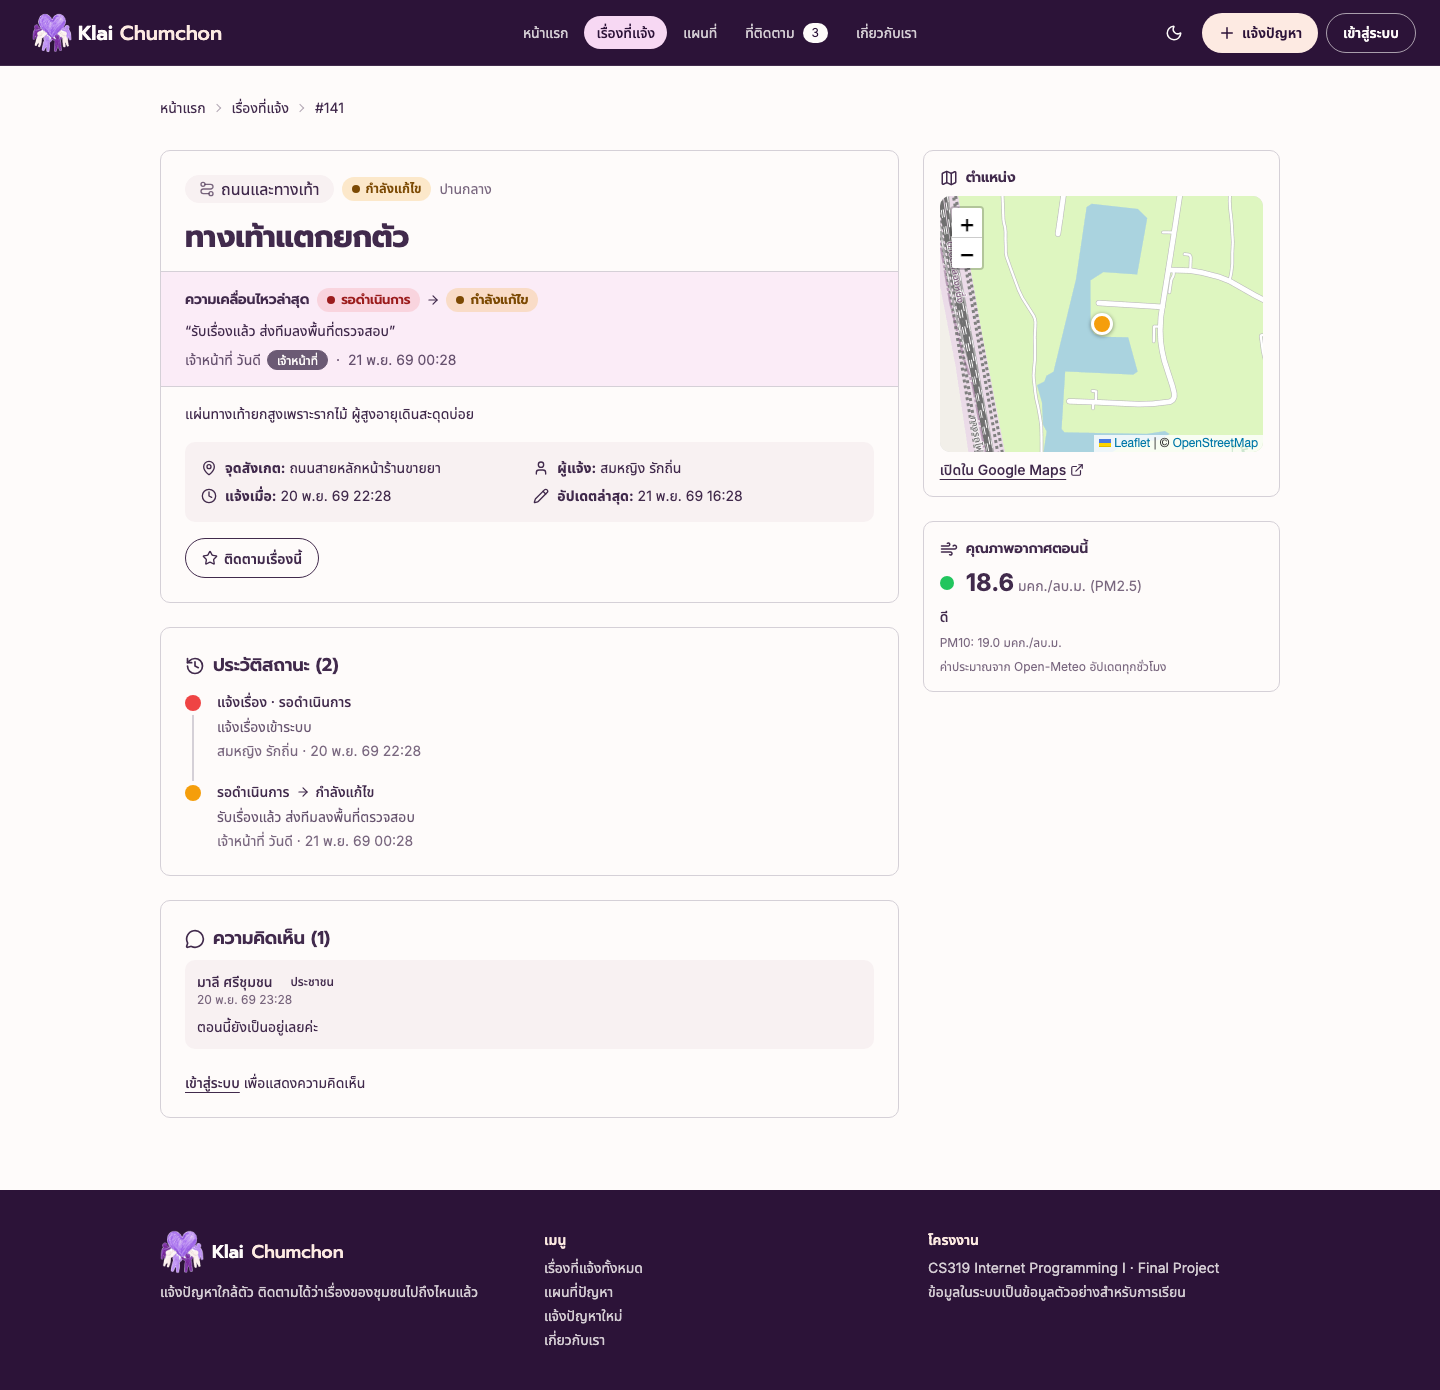 Klai Chumchon
หน้าแรก
เรื่องที่แจ้ง
แผนที่
ที่ติดตาม 3
เกี่ยวกับเรา
แจ้งปัญหา
เข้าสู่ระบบ
หน้าแรก > เรื่องที่แจ้ง > #141
ถนนและทางเท้า
กำลังแก้ไข
ปานกลาง
ทางเท้าแตกยกตัว
ความเคลื่อนไหวล่าสุด รอดำเนินการ → กำลังแก้ไข
“รับเรื่องแล้ว ส่งทีมลงพื้นที่ตรวจสอบ”
เจ้าหน้าที่ วันดี เจ้าหน้าที่ · 21 พ.ย. 69 00:28
แผ่นทางเท้ายกสูงเพราะรากไม้ ผู้สูงอายุเดินสะดุดบ่อย
จุดสังเกต: ถนนสายหลักหน้าร้านขายยา
ผู้แจ้ง: สมหญิง รักถิ่น
แจ้งเมื่อ: 20 พ.ย. 69 22:28
อัปเดตล่าสุด: 21 พ.ย. 69 16:28
ติดตามเรื่องนี้
ประวัติสถานะ (2)
แจ้งเรื่อง · รอดำเนินการ
แจ้งเรื่องเข้าระบบ
สมหญิง รักถิ่น · 20 พ.ย. 69 22:28
รอดำเนินการ → กำลังแก้ไข
รับเรื่องแล้ว ส่งทีมลงพื้นที่ตรวจสอบ
เจ้าหน้าที่ วันดี · 21 พ.ย. 69 00:28
ความคิดเห็น (1)
มาลี ศรีชุมชน ประชาชน
20 พ.ย. 69 23:28
ตอนนี้ยังเป็นอยู่เลยค่ะ
เข้าสู่ระบบ เพื่อแสดงความคิดเห็น
ตำแหน่ง
+
−
Leaflet | © OpenStreetMap
เปิดใน Google Maps
คุณภาพอากาศตอนนี้
18.6 มคก./ลบ.ม. (PM2.5)
ดี
PM10: 19.0 มคก./ลบ.ม.
ค่าประมาณจาก Open-Meteo อัปเดตทุกชั่วโมง
Klai Chumchon
แจ้งปัญหาใกล้ตัว ติดตามได้ว่าเรื่องของชุมชนไปถึงไหนแล้ว
เมนู
เรื่องที่แจ้งทั้งหมด
แผนที่ปัญหา
แจ้งปัญหาใหม่
เกี่ยวกับเรา
โครงงาน
CS319 Internet Programming I · Final Project
ข้อมูลในระบบเป็นข้อมูลตัวอย่างสำหรับการเรียน